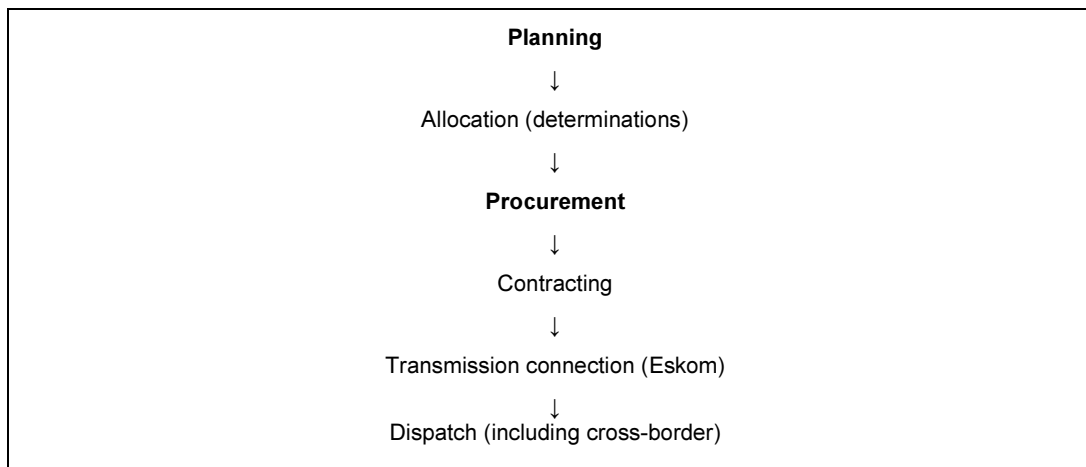 Planning
↓
Allocation (determinations)
↓
Procurement
↓
Contracting
↓
Transmission connection (Eskom)
↓
Dispatch (including cross-border)